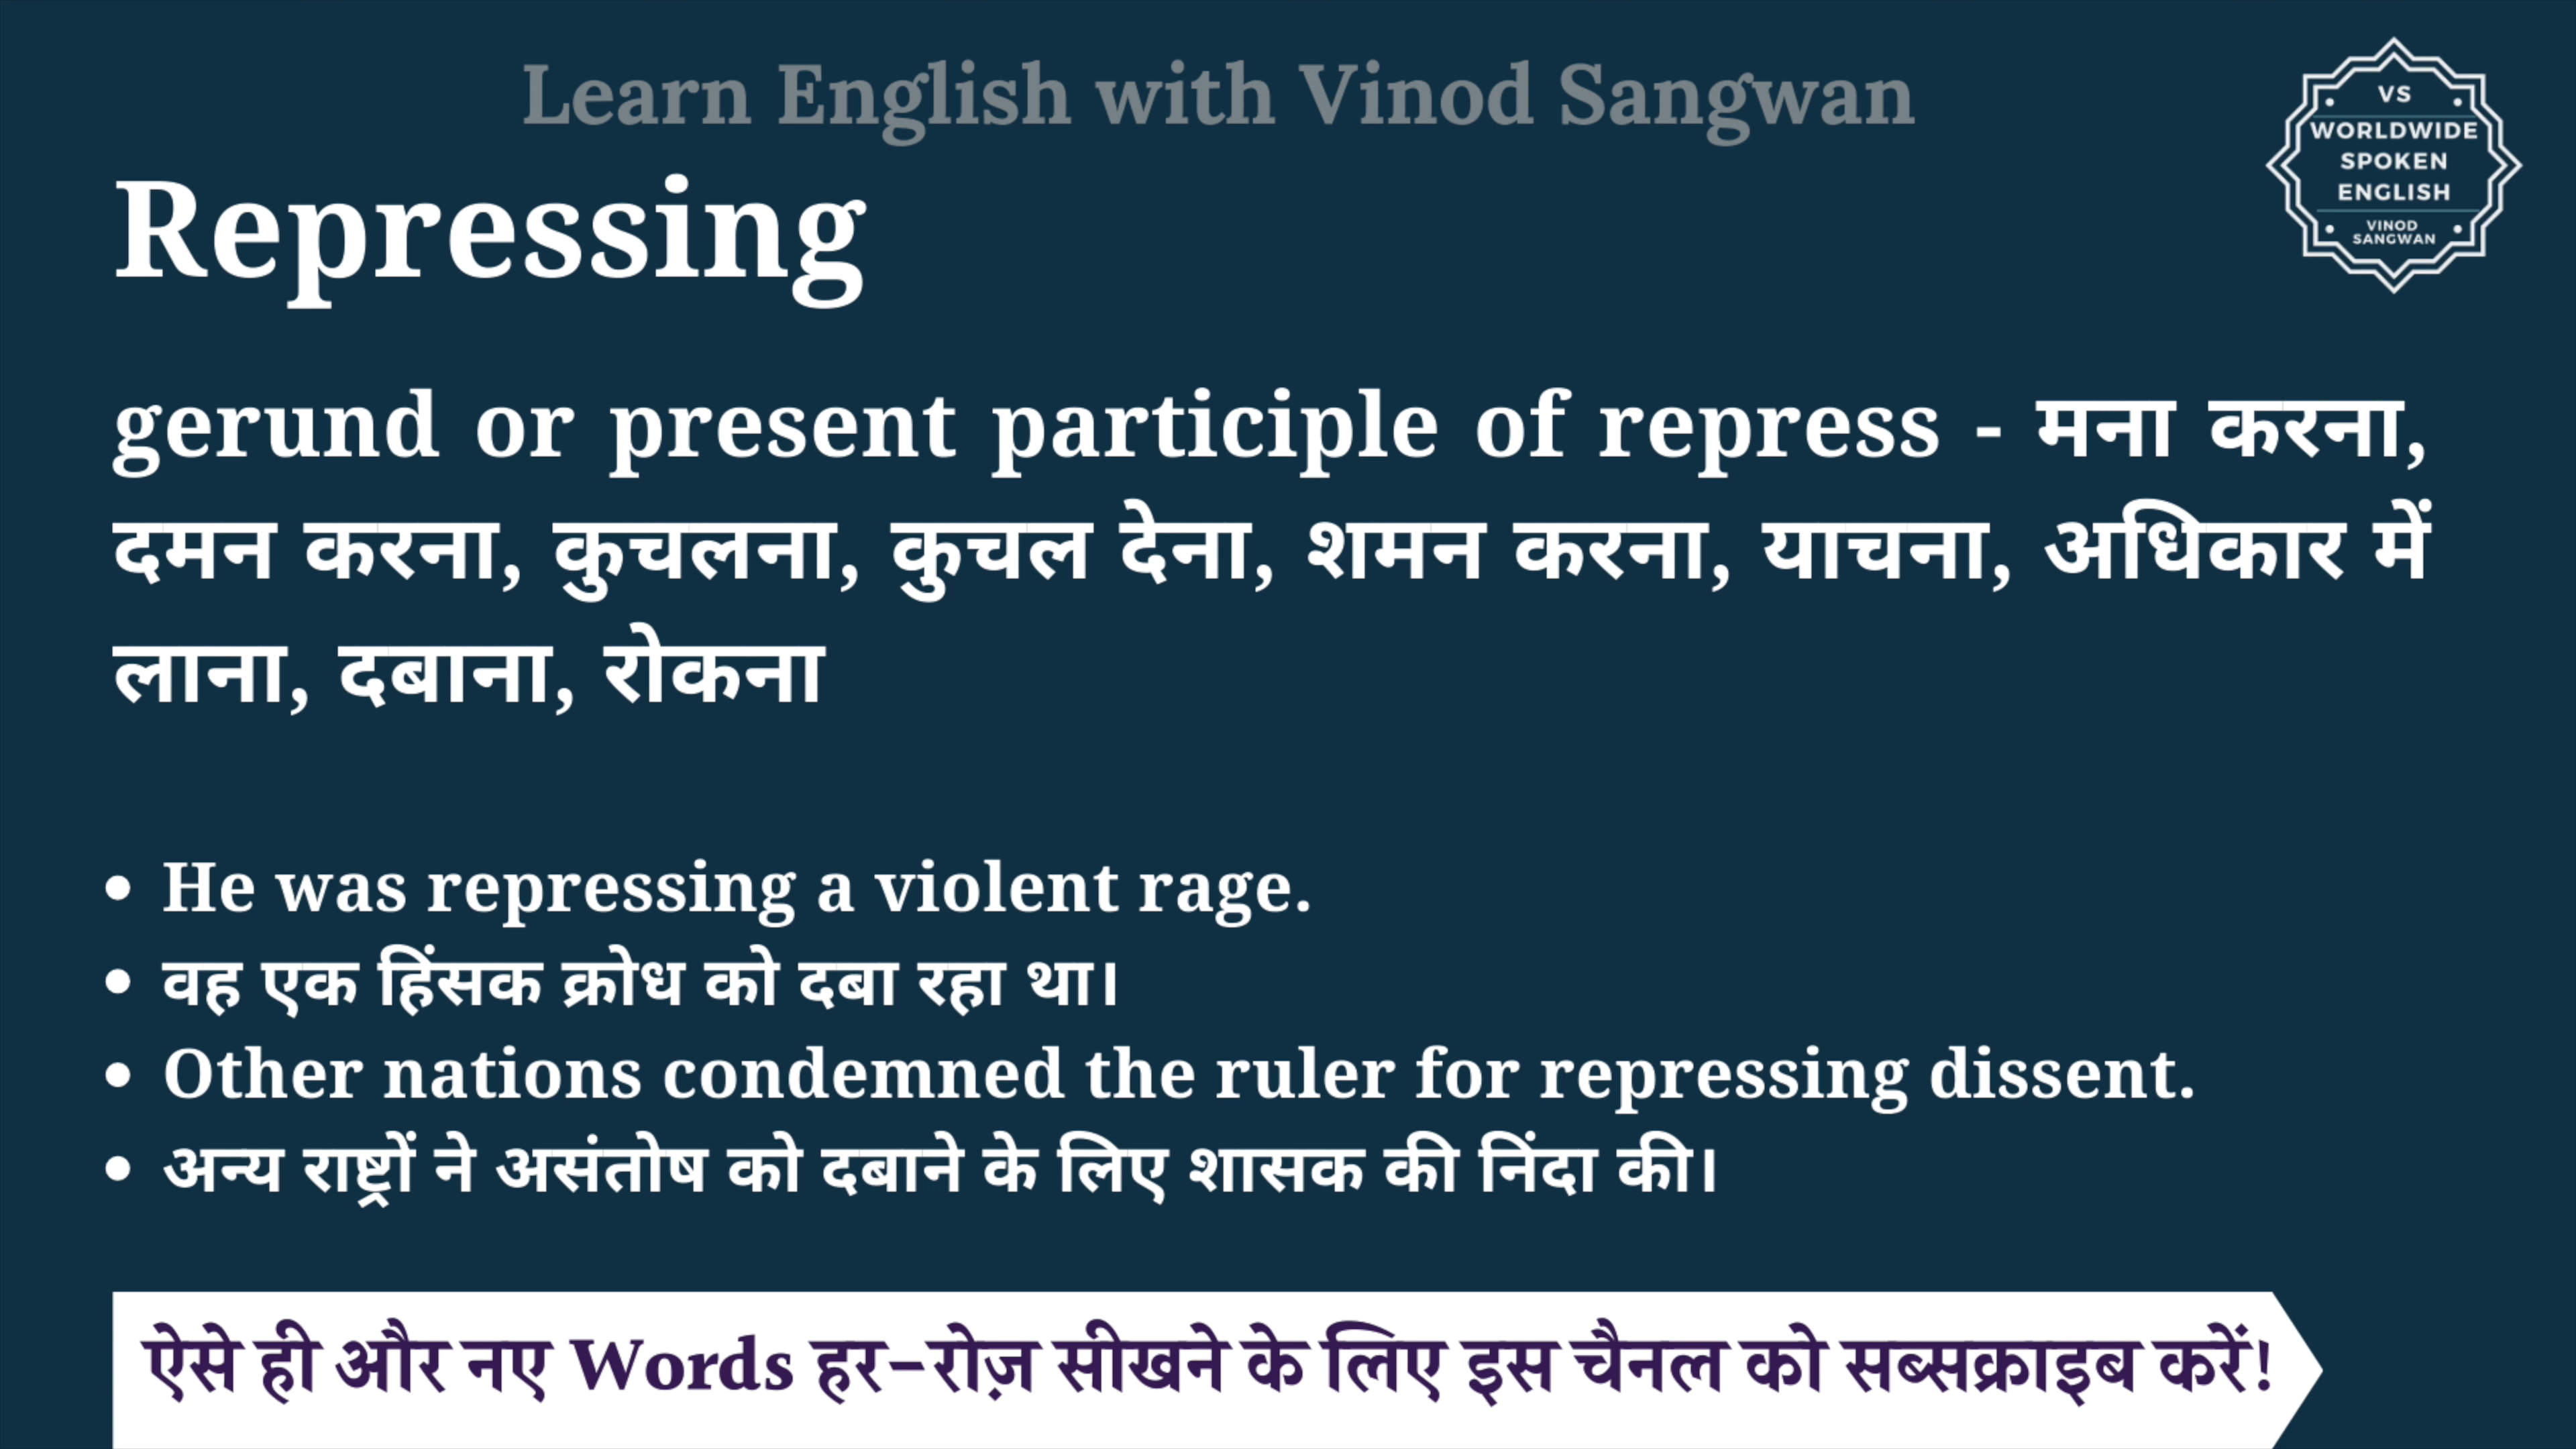 Learn English with Vinod Sangwan
VS
WORLDWIDE
SPOKEN
ENGLISH
VINOD
SANGWAN
Repressing
gerund or present participle of repress - मना करना,
दमन करना, कुचलना, कुचल देना, शमन करना, याचना, अधिकार में
लाना, दबाना, रोकना
• He was repressing a violent rage.
• वह एक हिंसक क्रोध को दबा रहा था।
• Other nations condemned the ruler for repressing dissent.
• अन्य राष्ट्रों ने असंतोष को दबाने के लिए शासक की निंदा की।
ऐसे ही और नए Words हर-रोज़ सीखने के लिए इस चैनल को सब्सक्राइब करें!